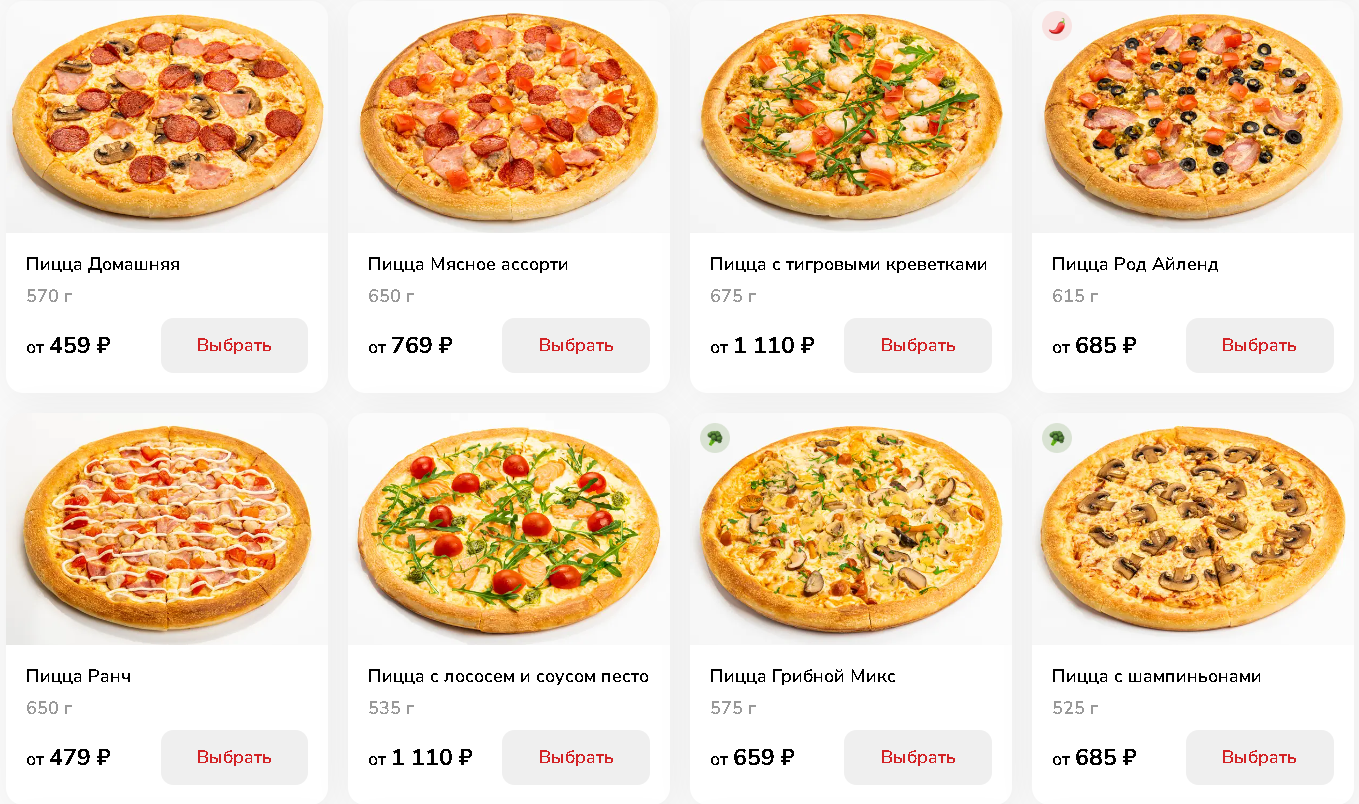 Пицца Домашняя
570 г
от 459 ₽
Выбрать
Пицца Мясное ассорти
650 г
от 769 ₽
Выбрать
Пицца с тигровыми креветками
675 г
от 1 110 ₽
Выбрать
Пицца Род Айленд
615 г
от 685 ₽
Выбрать
Пицца Ранч
650 г
от 479 ₽
Выбрать
Пицца с лососем и соусом песто
535 г
от 1 110 ₽
Выбрать
Пицца Грибной Микс
575 г
от 659 ₽
Выбрать
Пицца с шампиньонами
525 г
от 685 ₽
Выбрать